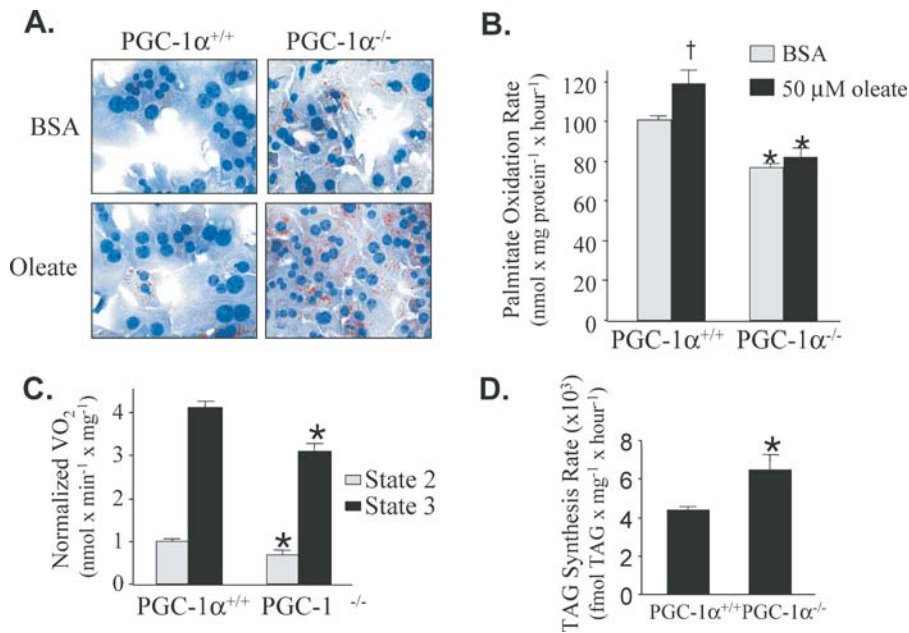 A.
PGC-1α+/+ PGC-1α-/-
BSA
Oleate
B.
BSA
50 µM oleate
Palmitate Oxidation Rate
(nmol x mg protein-1 x hour-1)
120
100
80
60
40
20
0
†
* *
PGC-1α+/+ PGC-1α-/-
C.
Normalized VO2
(nmol x min-1 x mg-1)
4
3
2
1
0
*
*
State 2
State 3
PGC-1α+/+ PGC-1 -/-
D.
TAG Synthesis Rate (x103)
(fmol TAG x mg-1 x hour-1)
8
6
4
2
0
*
PGC-1α+/+ PGC-1α-/-